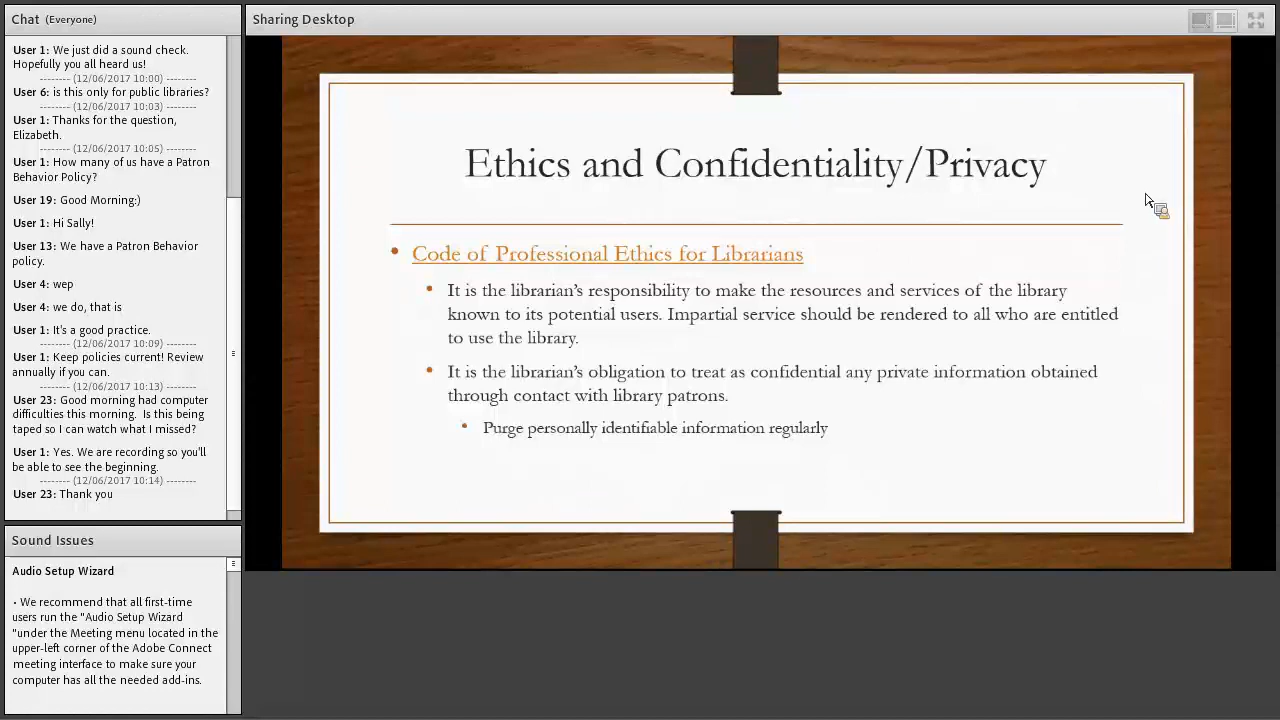 Chat (Everyone)
User 1: We just did a sound check.
Hopefully you all heard us!
-------- (12/06/2017 10:00) --------
User 6: is this only for public libraries?
-------- (12/06/2017 10:03) --------
User 1: Thanks for the question,
Elizabeth.
-------- (12/06/2017 10:05) --------
User 1: How many of us have a Patron
Behavior Policy?
User 19: Good Morning:)
User 1: Hi Sally!
User 13: We have a Patron Behavior
policy.
User 4: wep
User 4: we do, that is
User 1: It's a good practice.
-------- (12/06/2017 10:09) --------
User 1: Keep policies current! Review
annually if you can.
-------- (12/06/2017 10:13) --------
User 23: Good morning had computer
difficulties this morning.  Is this being
taped so I can watch what I missed?
User 1: Yes. We are recording so you'll
be able to see the beginning.
-------- (12/06/2017 10:14) --------
User 23: Thank you
Sound Issues
Audio Setup Wizard
• We recommend that all first-time
users run the "Audio Setup Wizard
"under the Meeting menu located in the
upper-left corner of the Adobe Connect
meeting interface to make sure your
computer has all the needed add-ins.
Sharing Desktop
Ethics and Confidentiality/Privacy
• Code of Professional Ethics for Librarians
• It is the librarian's responsibility to make the resources and services of the library
known to its potential users. Impartial service should be rendered to all who are entitled
to use the library.
• It is the librarian's obligation to treat as confidential any private information obtained
through contact with library patrons.
• Purge personally identifiable information regularly